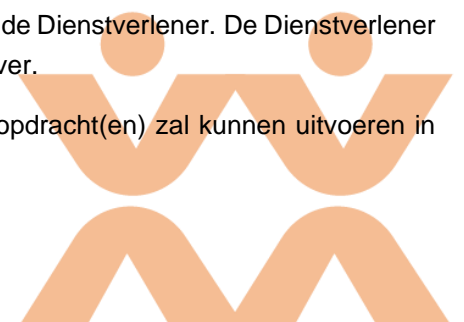 de Dienstverlener. De Dienstverlener
ver.
opdracht(en) zal kunnen uitvoeren in